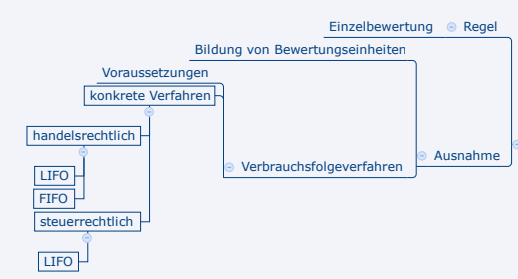 Einzelbewertung Regel
Bildung von Bewertungseinheiten
Voraussetzungen
konkrete Verfahren
handelsrechtlich
Verbrauchsfolgeverfahren Ausnahme
LIFO
FIFO
steuerrechtlich
LIFO